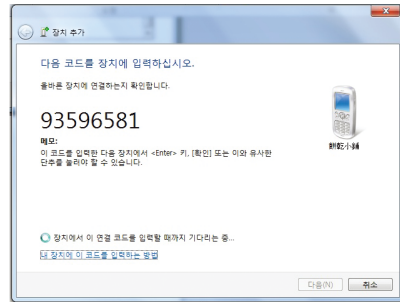 장치 추가
다음 코드를 장치에 입력하십시오.
올바른 장치에 연결하는지 확인합니다.
93596581
메모:
이 코드를 입력한 다음 장치에서 <Enter> 키, [확인] 또는 이와 유사한
단추를 눌러야 할 수 있습니다.
餅乾小舖
장치에서 이 연결 코드를 입력할 때까지 기다리는 중...
내 장치에 이 코드를 입력하는 방법
다음(N)
취소